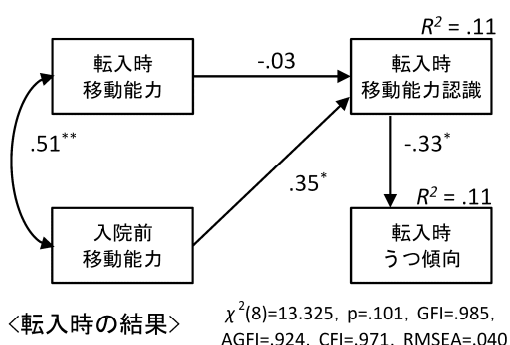 R² = .11
転入時
移動能力
-.03
転入時
移動能力認識
.51**
.35*
-.33*
R² = .11
入院前
移動能力
転入時
うつ傾向
<転入時の結果>
χ²(8)=13.325, p=.101, GFI=.985,
AGFI=.924, CFI=.971, RMSEA=.040